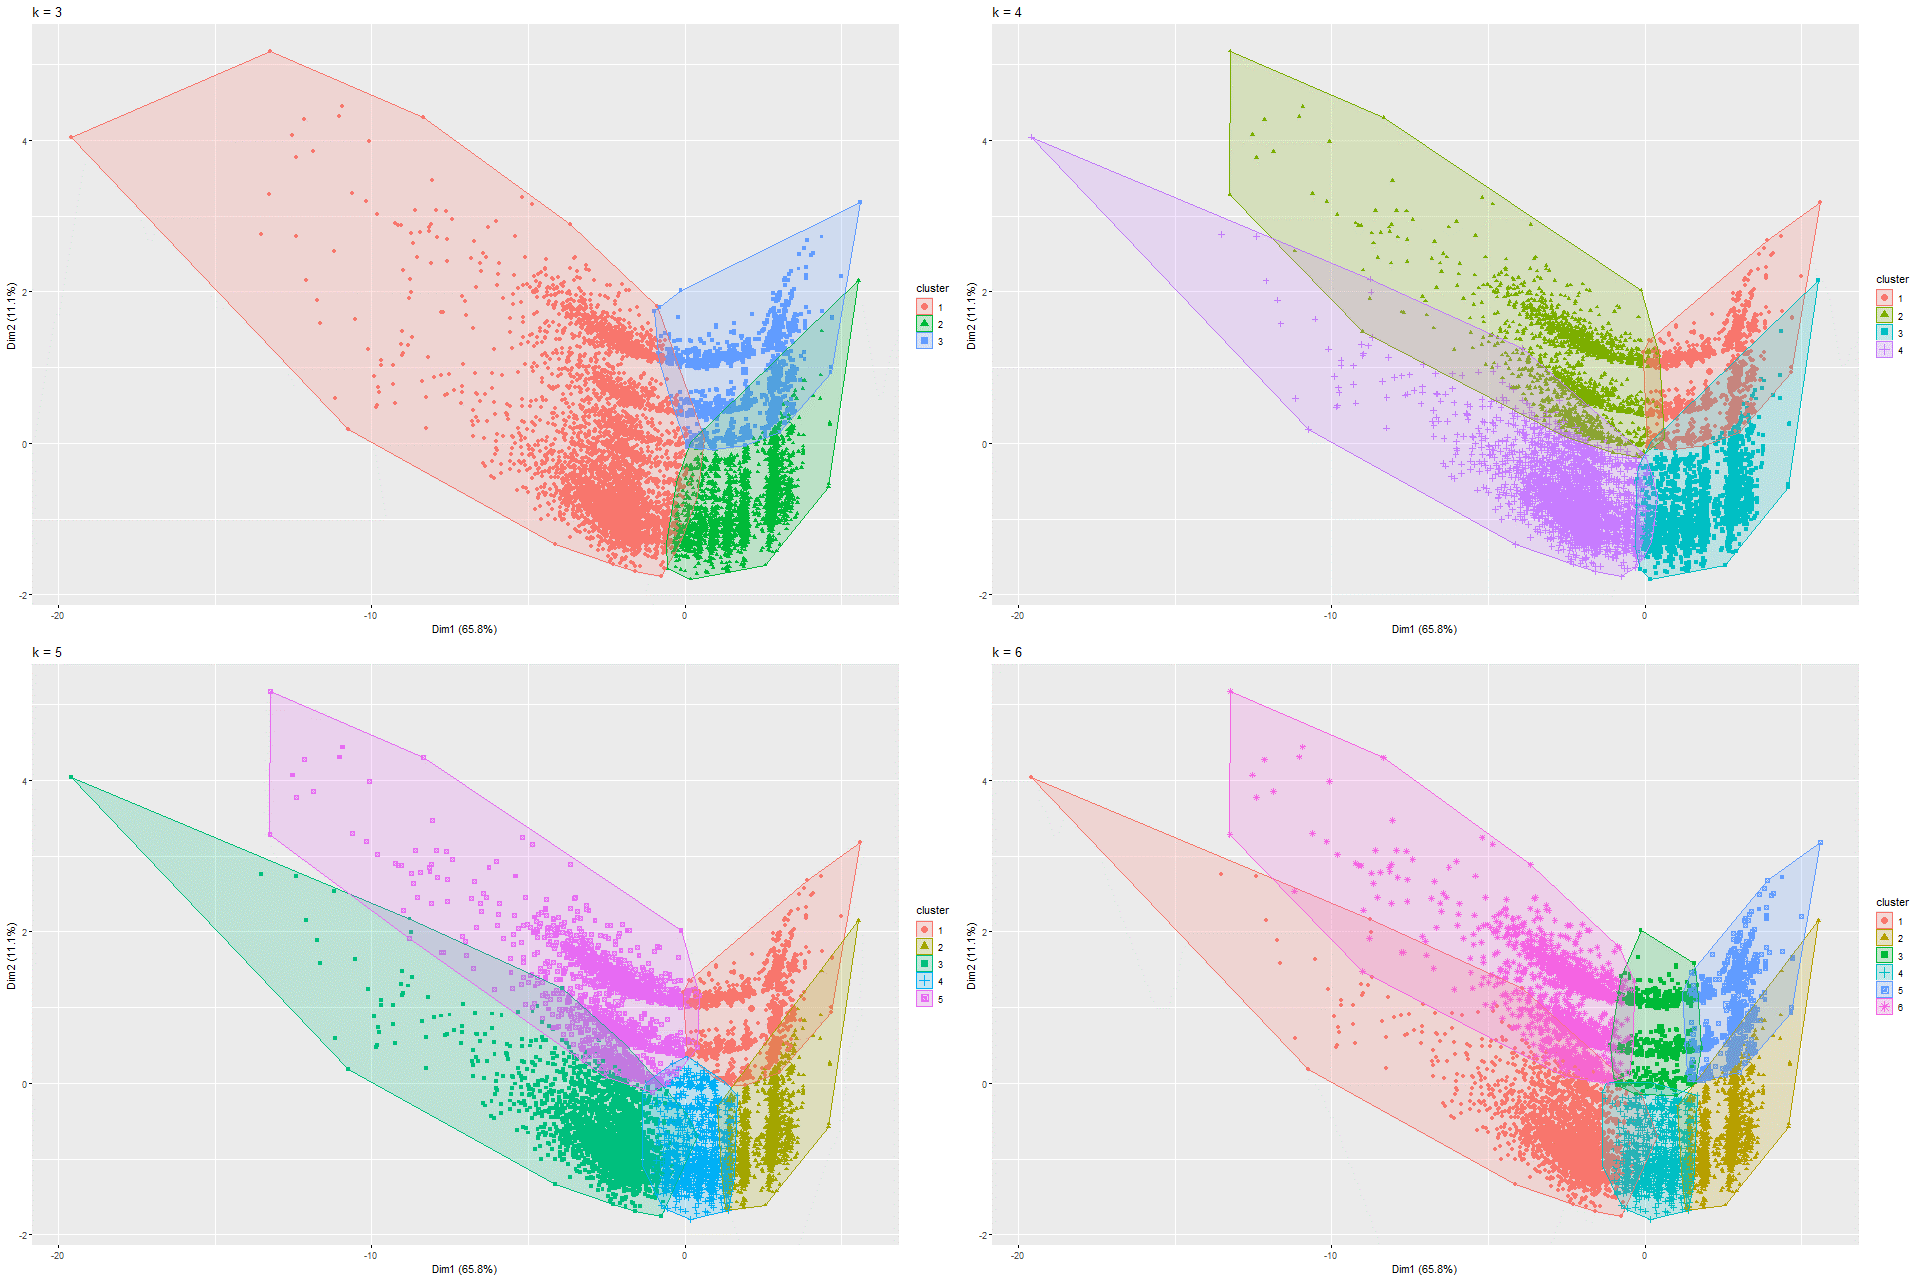 k = 3
4
2
0
-2
-20
-10
0
Dim1 (65.8%)
Dim2 (11.1%)
cluster
1
2
3
k = 4
4
2
0
-2
-20
-10
0
Dim1 (65.8%)
Dim2 (11.1%)
cluster
1
2
3
4
k = 5
4
2
0
-2
-20
-10
0
Dim1 (65.8%)
Dim2 (11.1%)
cluster
1
2
3
4
5
k = 6
4
2
0
-2
-20
-10
0
Dim1 (65.8%)
Dim2 (11.1%)
cluster
1
2
3
4
5
6